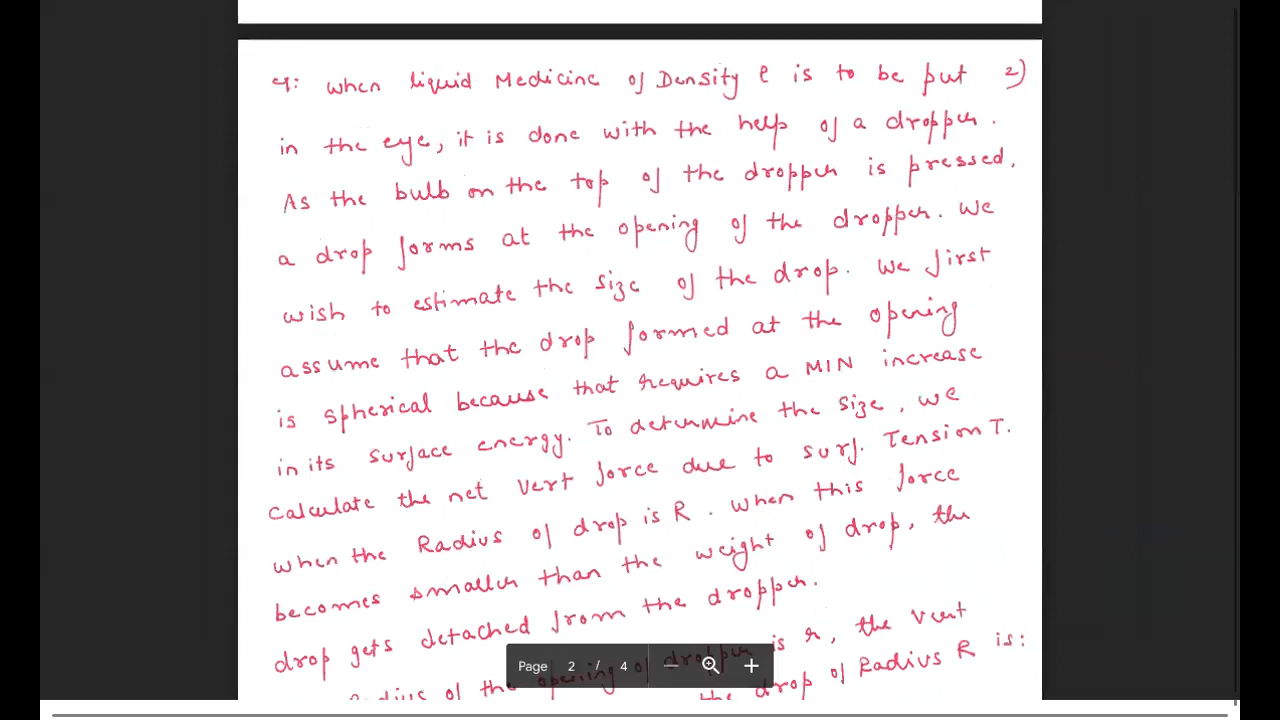 q: when liquid Medicine of Density ρ is to be put 2)
in the eye, it is done with the help of a dropper.
As the bulb on the top of the dropper is pressed.
a drop forms at the opening of the dropper. We
wish to estimate the size of the drop. We first
assume that the drop formed at the opening
is spherical because that requires a MIN increase
in its surface energy. To determine the size, we
calculate the net vert force due to surf. Tension T.
when the Radius of drop is R. when this force
becomes smaller than the weight of drop, the
drop gets detached from the dropper.
Radius of the opening of dropper is r, the vert
the drop of Radius R is:
Page 2 / 4